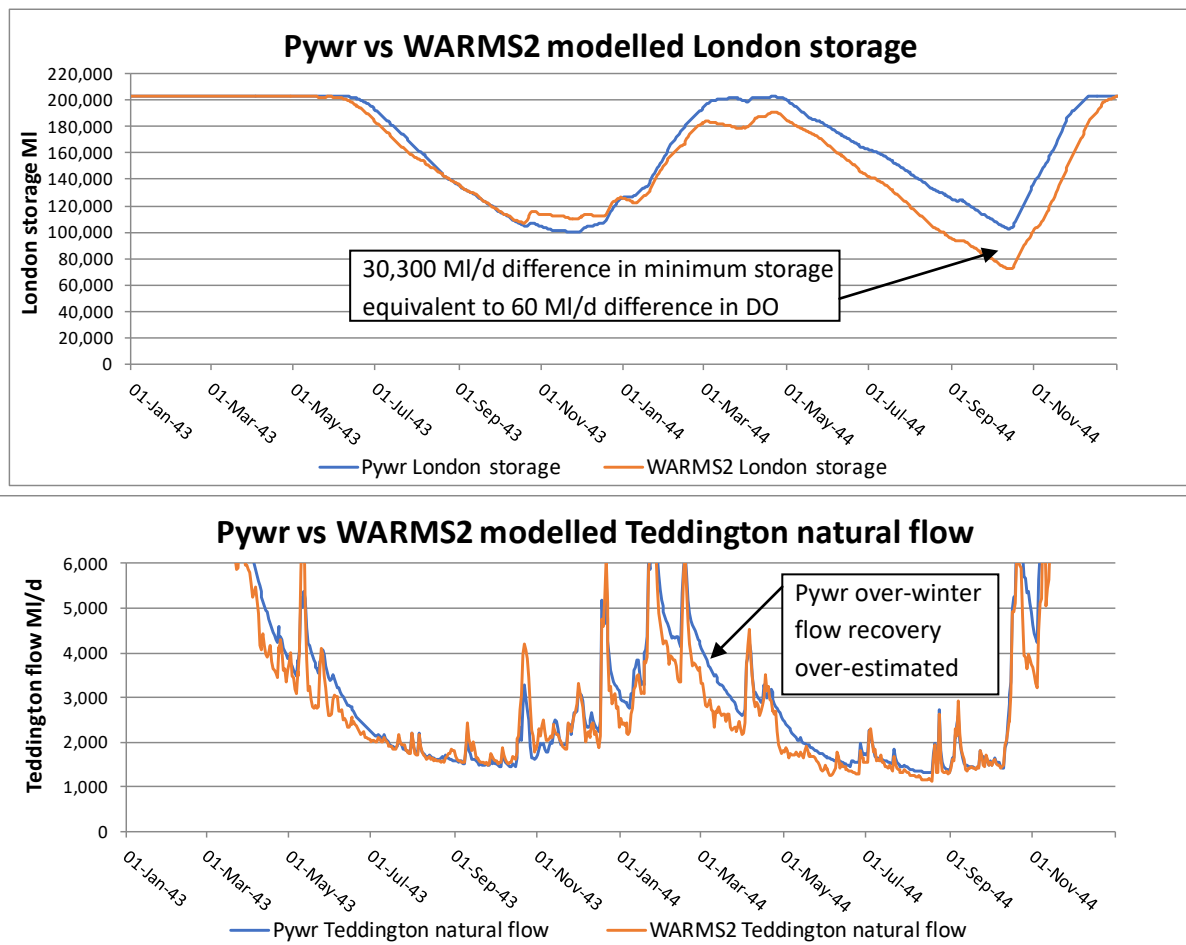 Pywr vs WARMS2 modelled London storage
London storage Ml
220,000
200,000
180,000
160,000
140,000
120,000
100,000
80,000
60,000
40,000
20,000
0
30,300 Ml/d difference in minimum storage
equivalent to 60 Ml/d difference in DO
01-Jan-43
01-Mar-43
01-May-43
01-Jul-43
01-Sep-43
01-Nov-43
01-Jan-44
01-Mar-44
01-May-44
01-Jul-44
01-Sep-44
01-Nov-44
Pywr London storage
WARMS2 London storage
Pywr vs WARMS2 modelled Teddington natural flow
Teddington flow Ml/d
6,000
5,000
4,000
3,000
2,000
1,000
0
Pywr over-winter
flow recovery
over-estimated
01-Jan-43
01-Mar-43
01-May-43
01-Jul-43
01-Sep-43
01-Nov-43
01-Jan-44
01-Mar-44
01-May-44
01-Jul-44
01-Sep-44
01-Nov-44
Pywr Teddington natural flow
WARMS2 Teddington natural flow